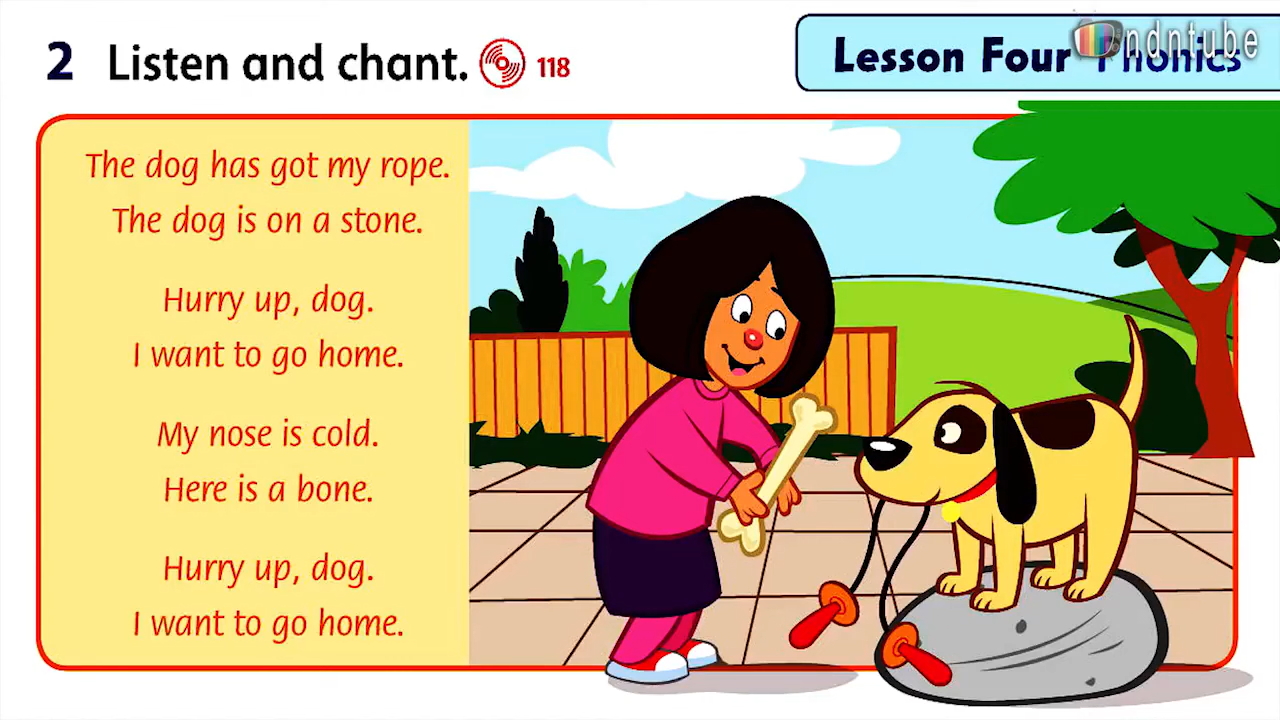 2 Listen and chant. 118
Lesson Four Phonics
ndntube
The dog has got my rope.
The dog is on a stone.
Hurry up, dog.
I want to go home.
My nose is cold.
Here is a bone.
Hurry up, dog.
I want to go home.